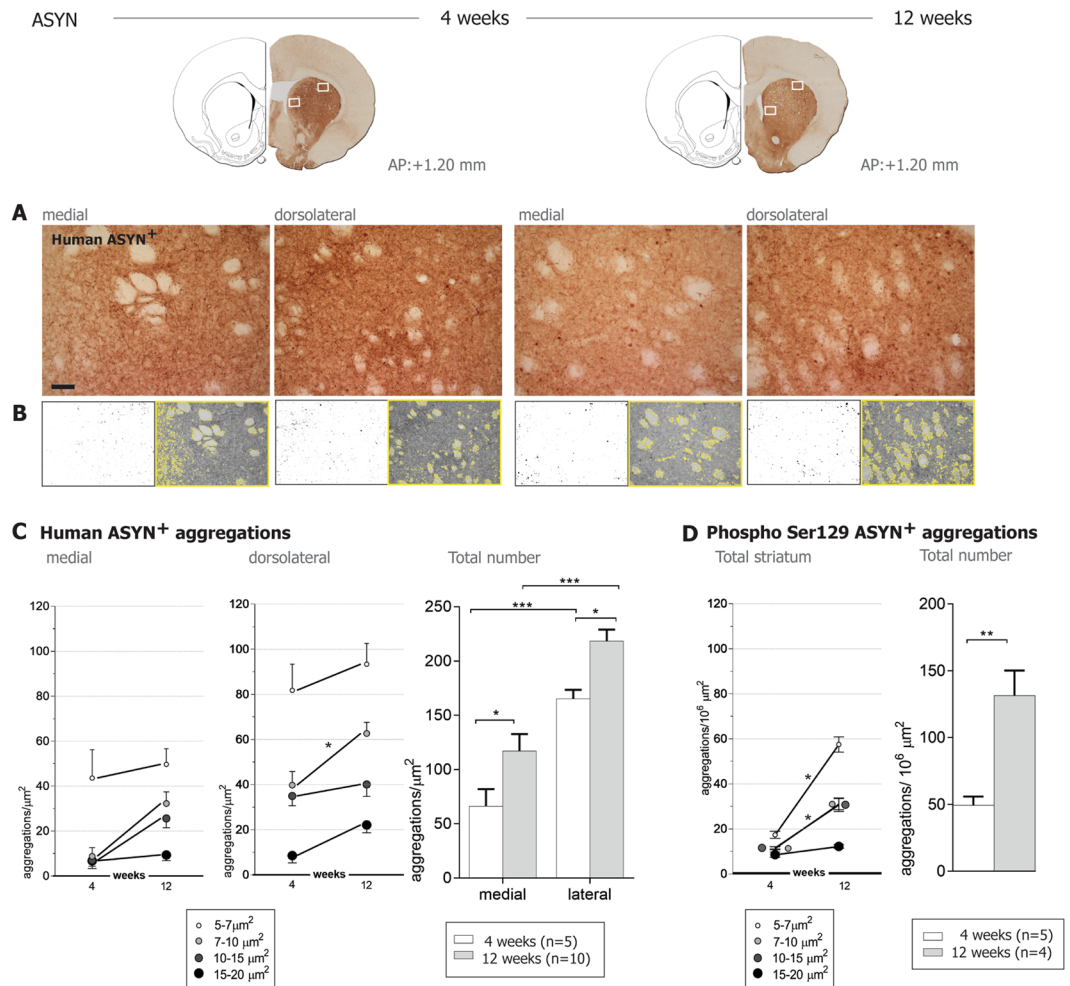 ASYN 4 weeks 12 weeks
AP:+1.20 mm AP:+1.20 mm
A medial dorsolateral medial dorsolateral
Human ASYN+
B
C Human ASYN+ aggregations
medial dorsolateral Total number
D Phospho Ser129 ASYN+ aggregations
Total striatum Total number
aggregations/μm²
120
100
80
60
40
20
0
4 weeks 12
aggregations/μm²
120
100
80
60
40
20
0
*
4 weeks 12
aggregations/μm²
250
200
150
100
50
0
***
***
*
*
medial lateral
aggregations/10⁶ μm²
120
100
80
60
40
20
0
*
*
4 weeks 12
aggregations/ 10⁶ μm²
200
150
100
50
0
**
5-7μm²
7-10 μm²
10-15 μm²
15-20 μm²
4 weeks (n=5)
12 weeks (n=10)
5-7μm²
7-10 μm²
10-15 μm²
15-20 μm²
4 weeks (n=5)
12 weeks (n=4)